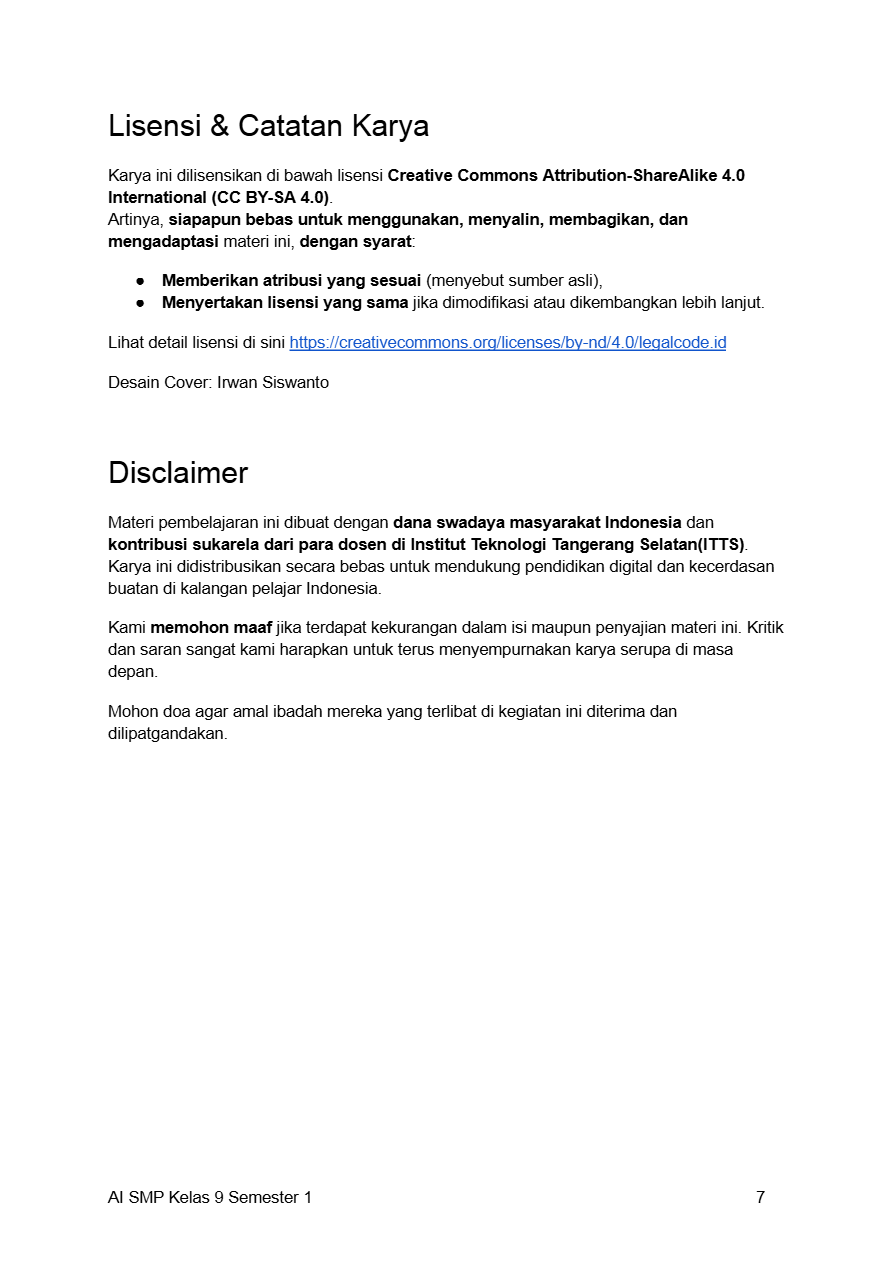 Lisensi & Catatan Karya
Karya ini dilisensikan di bawah lisensi Creative Commons Attribution-ShareAlike 4.0
International (CC BY-SA 4.0).
Artinya, siapapun bebas untuk menggunakan, menyalin, membagikan, dan
mengadaptasi materi ini, dengan syarat:
● Memberikan atribusi yang sesuai (menyebut sumber asli),
● Menyertakan lisensi yang sama jika dimodifikasi atau dikembangkan lebih lanjut.
Lihat detail lisensi di sini https://creativecommons.org/licenses/by-nd/4.0/legalcode.id
Desain Cover: Irwan Siswanto
Disclaimer
Materi pembelajaran ini dibuat dengan dana swadaya masyarakat Indonesia dan
kontribusi sukarela dari para dosen di Institut Teknologi Tangerang Selatan(ITTS).
Karya ini didistribusikan secara bebas untuk mendukung pendidikan digital dan kecerdasan
buatan di kalangan pelajar Indonesia.
Kami memohon maaf jika terdapat kekurangan dalam isi maupun penyajian materi ini. Kritik
dan saran sangat kami harapkan untuk terus menyempurnakan karya serupa di masa
depan.
Mohon doa agar amal ibadah mereka yang terlibat di kegiatan ini diterima dan
dilipatgandakan.
AI SMP Kelas 9 Semester 1 7